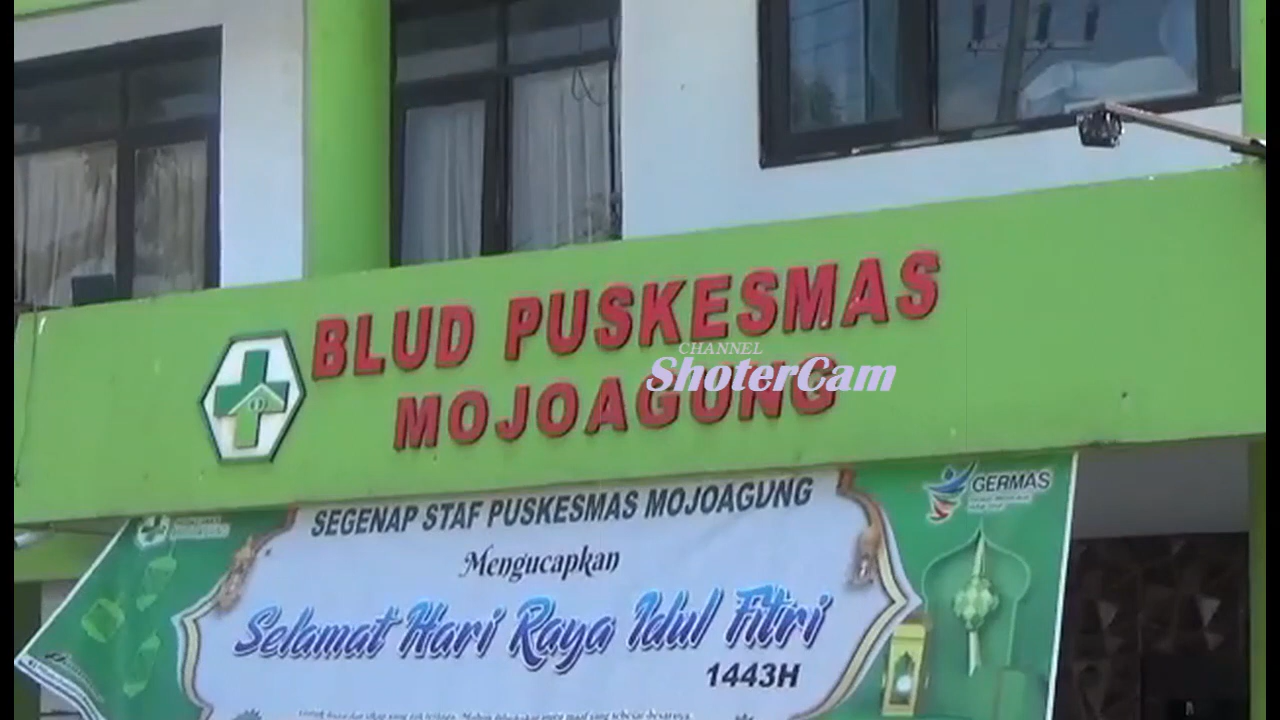 BLUD PUSKESMAS
MOJOAGUNG
CHANNEL
ShoterCam
SEGENAP STAF PUSKESMAS MOJOAGUNG
GERMAS
Mengucapkan
Selamat Hari Raya Idul Fitri
1443H